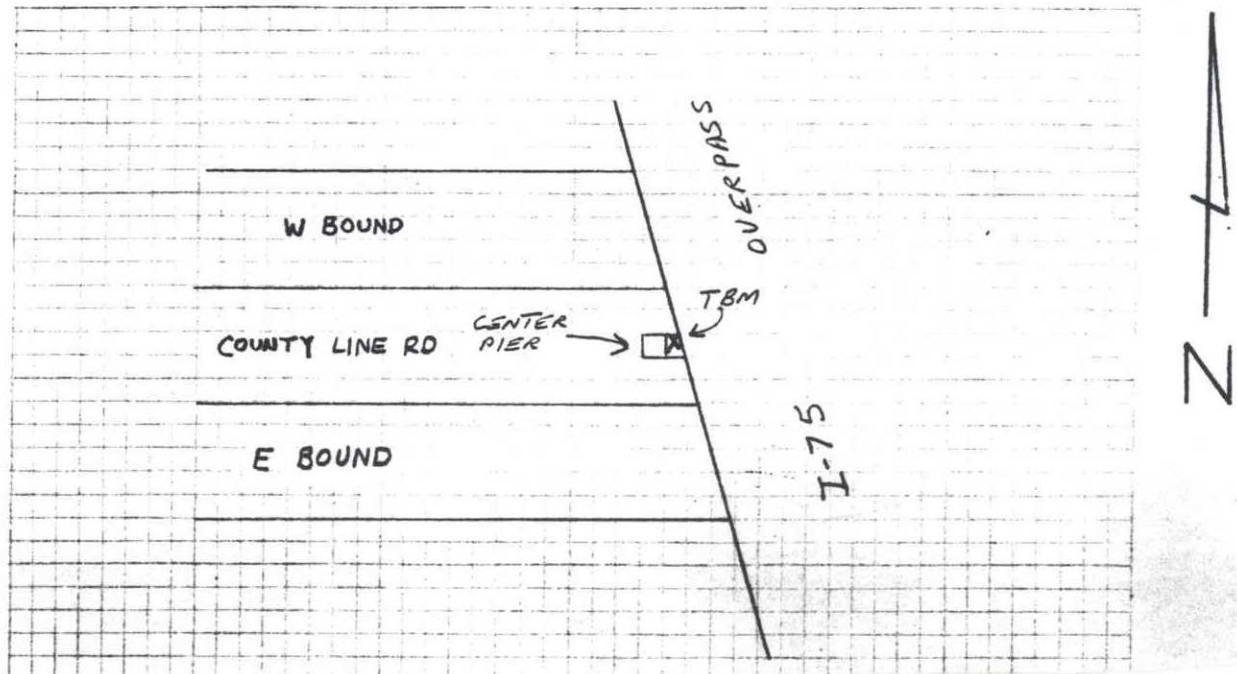 OVERPASS
W BOUND
TBM
CENTER
PIER
COUNTY LINE RD
I-75
E BOUND
N